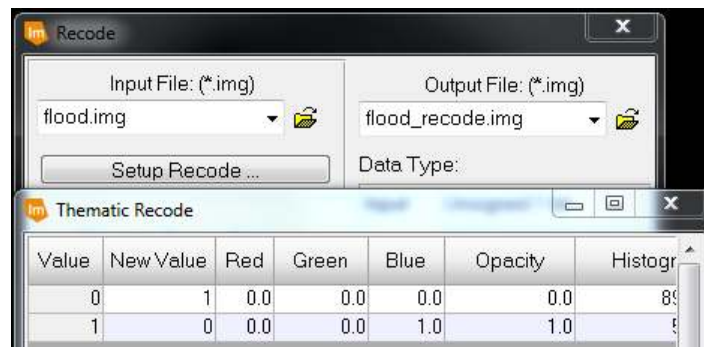 Im Recode x
Input File: (*.img) Output File: (*.img)
flood.img flood_recode.img
Setup Recode ... Data Type:
Im Thematic Recode x
Value New Value Red Green Blue Opacity Histogr
0 1 0.0 0.0 0.0 0.0
1 0 0.0 0.0 1.0 1.0